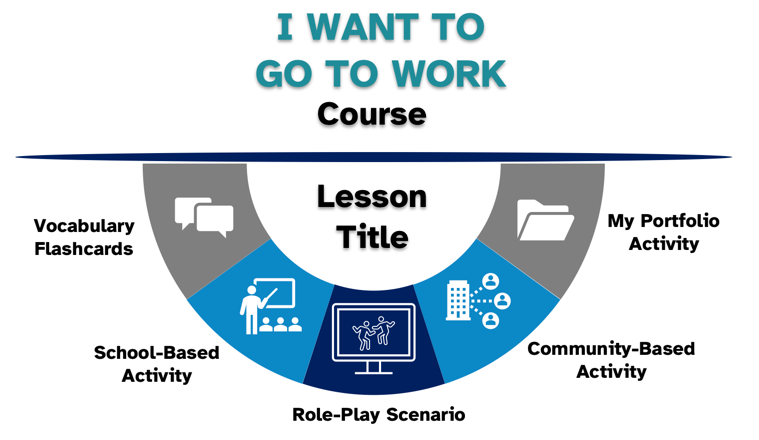 I WANT TO
GO TO WORK
Course
Lesson
Title
Vocabulary
Flashcards
My Portfolio
Activity
School-Based
Activity
Community-Based
Activity
Role-Play Scenario